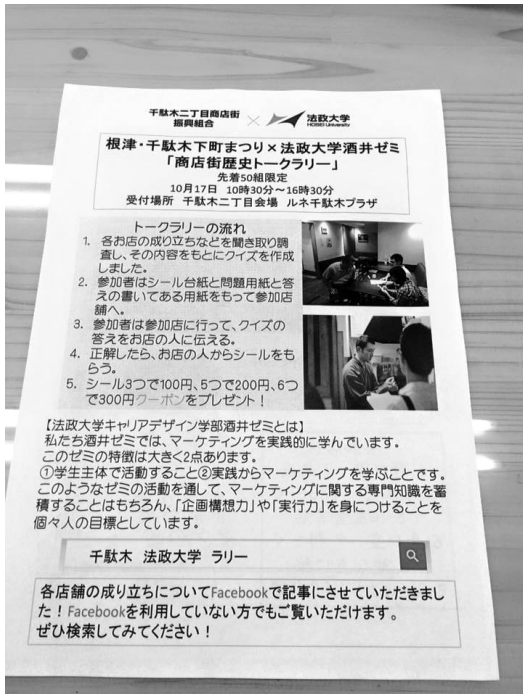 千駄木二丁目商店街
振興組合
×
法政大学
HOSEI University
根津・千駄木下町まつり×法政大学酒井ゼミ
「商店街歴史トークラリー」
先着50組限定
10月17日 10時30分～16時30分
受付場所 千駄木二丁目会場 ルネ千駄木プラザ
トークラリーの流れ
1. 各お店の成り立ちなどを聞き取り調
査し、その内容をもとにクイズを作成
しました。
2. 参加者はシール台紙と問題用紙と答
えの書いてある用紙をもって参加店
舗へ。
3. 参加者は参加店に行って、クイズの
答えをお店の人に伝える。
4. 正解したら、お店の人からシールをも
らう。
5. シール3つで100円、5つで200円、6つ
で300円クーポンをプレゼント！
【法政大学キャリアデザイン学部酒井ゼミとは】
私たち酒井ゼミでは、マーケティングを実践的に学んでいます。
このゼミの特徴は大きく2点あります。
①学生主体で活動すること②実践からマーケティングを学ぶことです。
このようなゼミの活動を通して、マーケティングに関する専門知識を蓄
積することはもちろん、「企画構想力」や「実行力」を身につけることを
個々人の目標としています。
千駄木 法政大学 ラリー
各店舗の成り立ちについてFacebookで記事にさせていただきまし
た！Facebookを利用していない方でもご覧いただけます。
ぜひ検索してみてください！